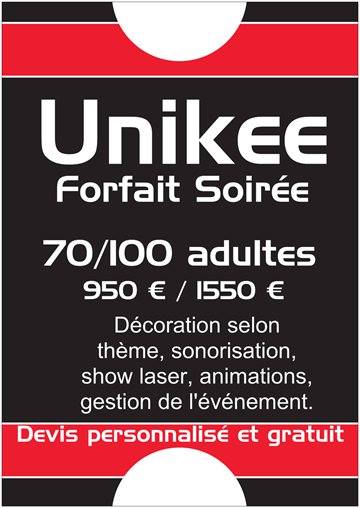 Unikee
Forfait Soirée
70/100 adultes
950 € / 1550 €
Décoration selon
thème, sonorisation,
show laser, animations,
gestion de l'événement.
Devis personnalisé et gratuit